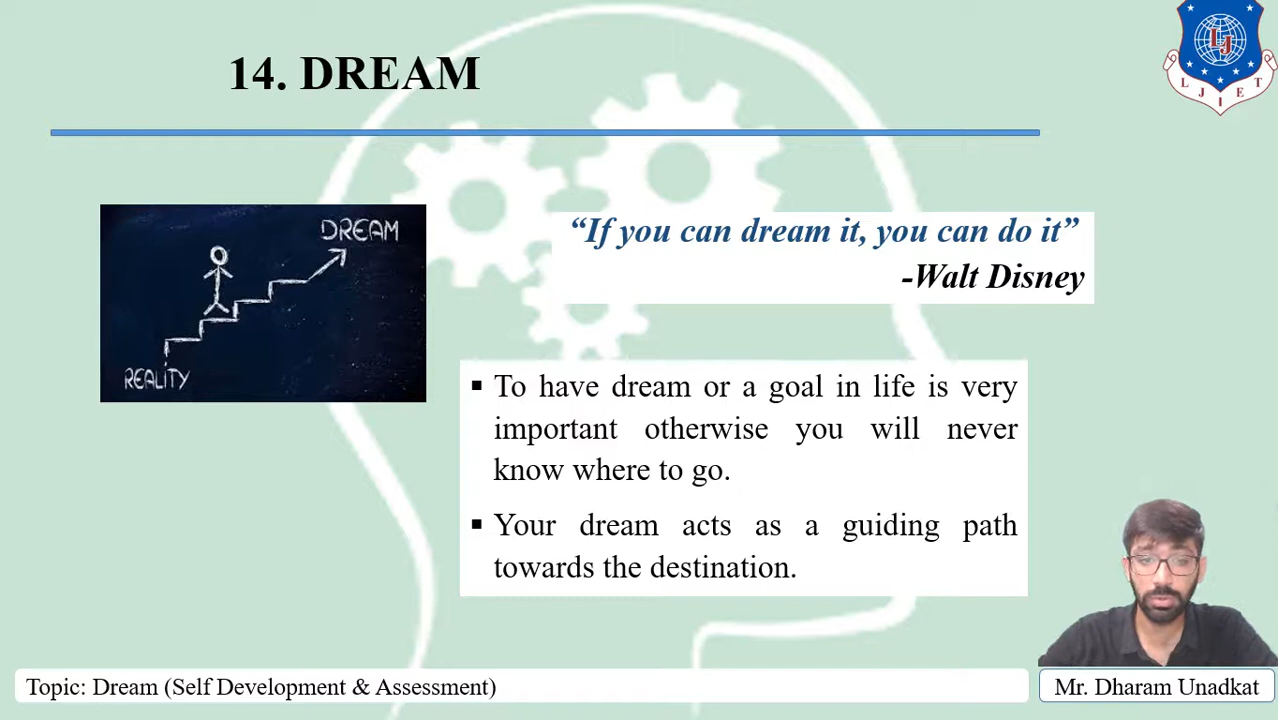 14. DREAM
LJ
L J I E T
DREAM
REALITY
“If you can dream it, you can do it”
-Walt Disney
▪ To have dream or a goal in life is very
important otherwise you will never
know where to go.
▪ Your dream acts as a guiding path
towards the destination.
Topic: Dream (Self Development & Assessment)
Mr. Dharam Unadkat